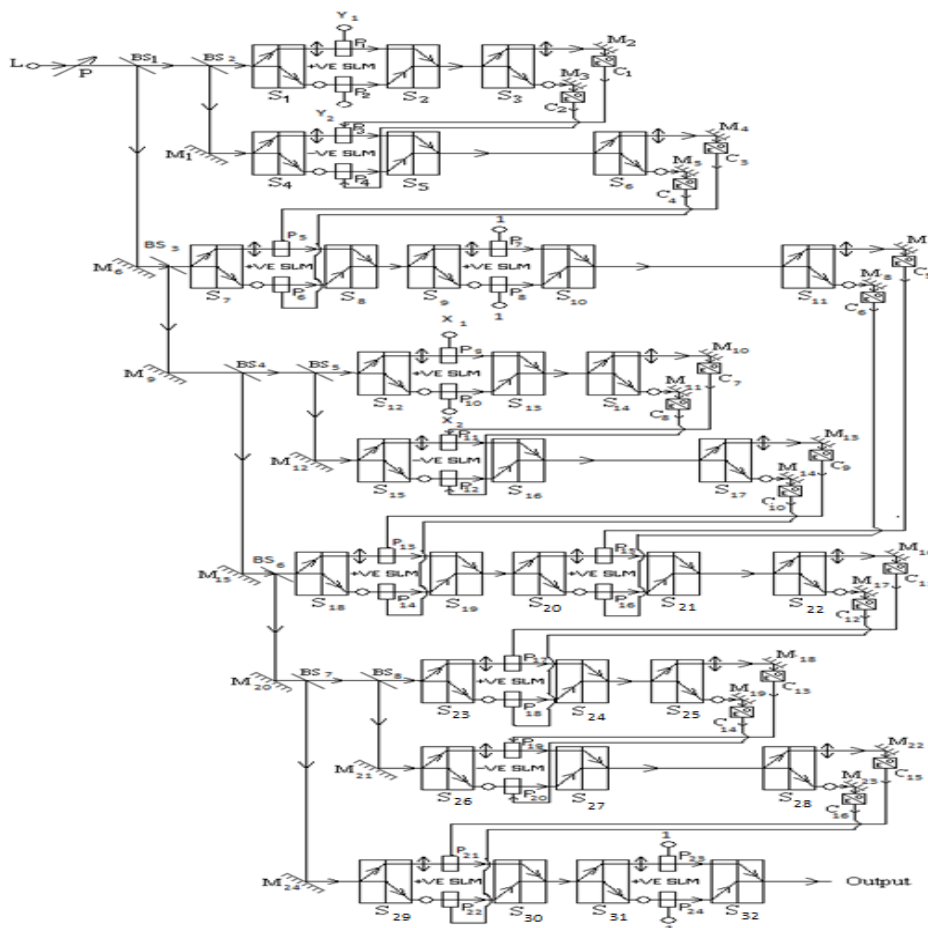 Y₁
L P BS₁ BS₂ P₁ +VE SLM P₂ M₂ M₃ C₁ C₂
S₁ S₂ S₃
Y₂
M₁ P₃ -VE SLM P₄ M₄ M₅ C₃ C₄
S₄ S₅ S₆
1
M₆ BS₃ P₅ +VE SLM P₆ P₇ +VE SLM P₈ M M₈ C C₆
S₇ S₈ S₉ S₁₀ S₁₁
1
X₁
M₉ BS₄ BS₅ P₉ +VE SLM P₁₀ M₁₀ M₁₁ C₇ C₈
S₁₂ S₁₃ S₁₄
X₂
M₁₂ P₁₁ -VE SLM P₁₂ M₁₃ M₁₄ C₉ C₁₀
S₁₅ S₁₆ S₁₇
M₁₅ BS₆ P₁₃ +VE SLM P₁₄ P₁₅ +VE SLM P₁₆ M₁₇ C₁₂
S₁₈ S₁₉ S₂₀ S₂₁ S₂₂
M₂₀ BS₇ BS₈ P₁₇ +VE SLM P₁₈ M₁₈ M₁₉ C₁₃ C₁₄
S₂₃ S₂₄ S₂₅
M₂₁ P₁₉ -VE SLM P₂₀ M₂₂ M₂₃ C₁₅ C₁₆
S₂₆ S₂₇ S₂₈
1
M₂₄ P₂₁ +VE SLM P₂₂ P₂₃ +VE SLM P₂₄ Output
S₂₉ S₃₀ S₃₁ S₃₂
1